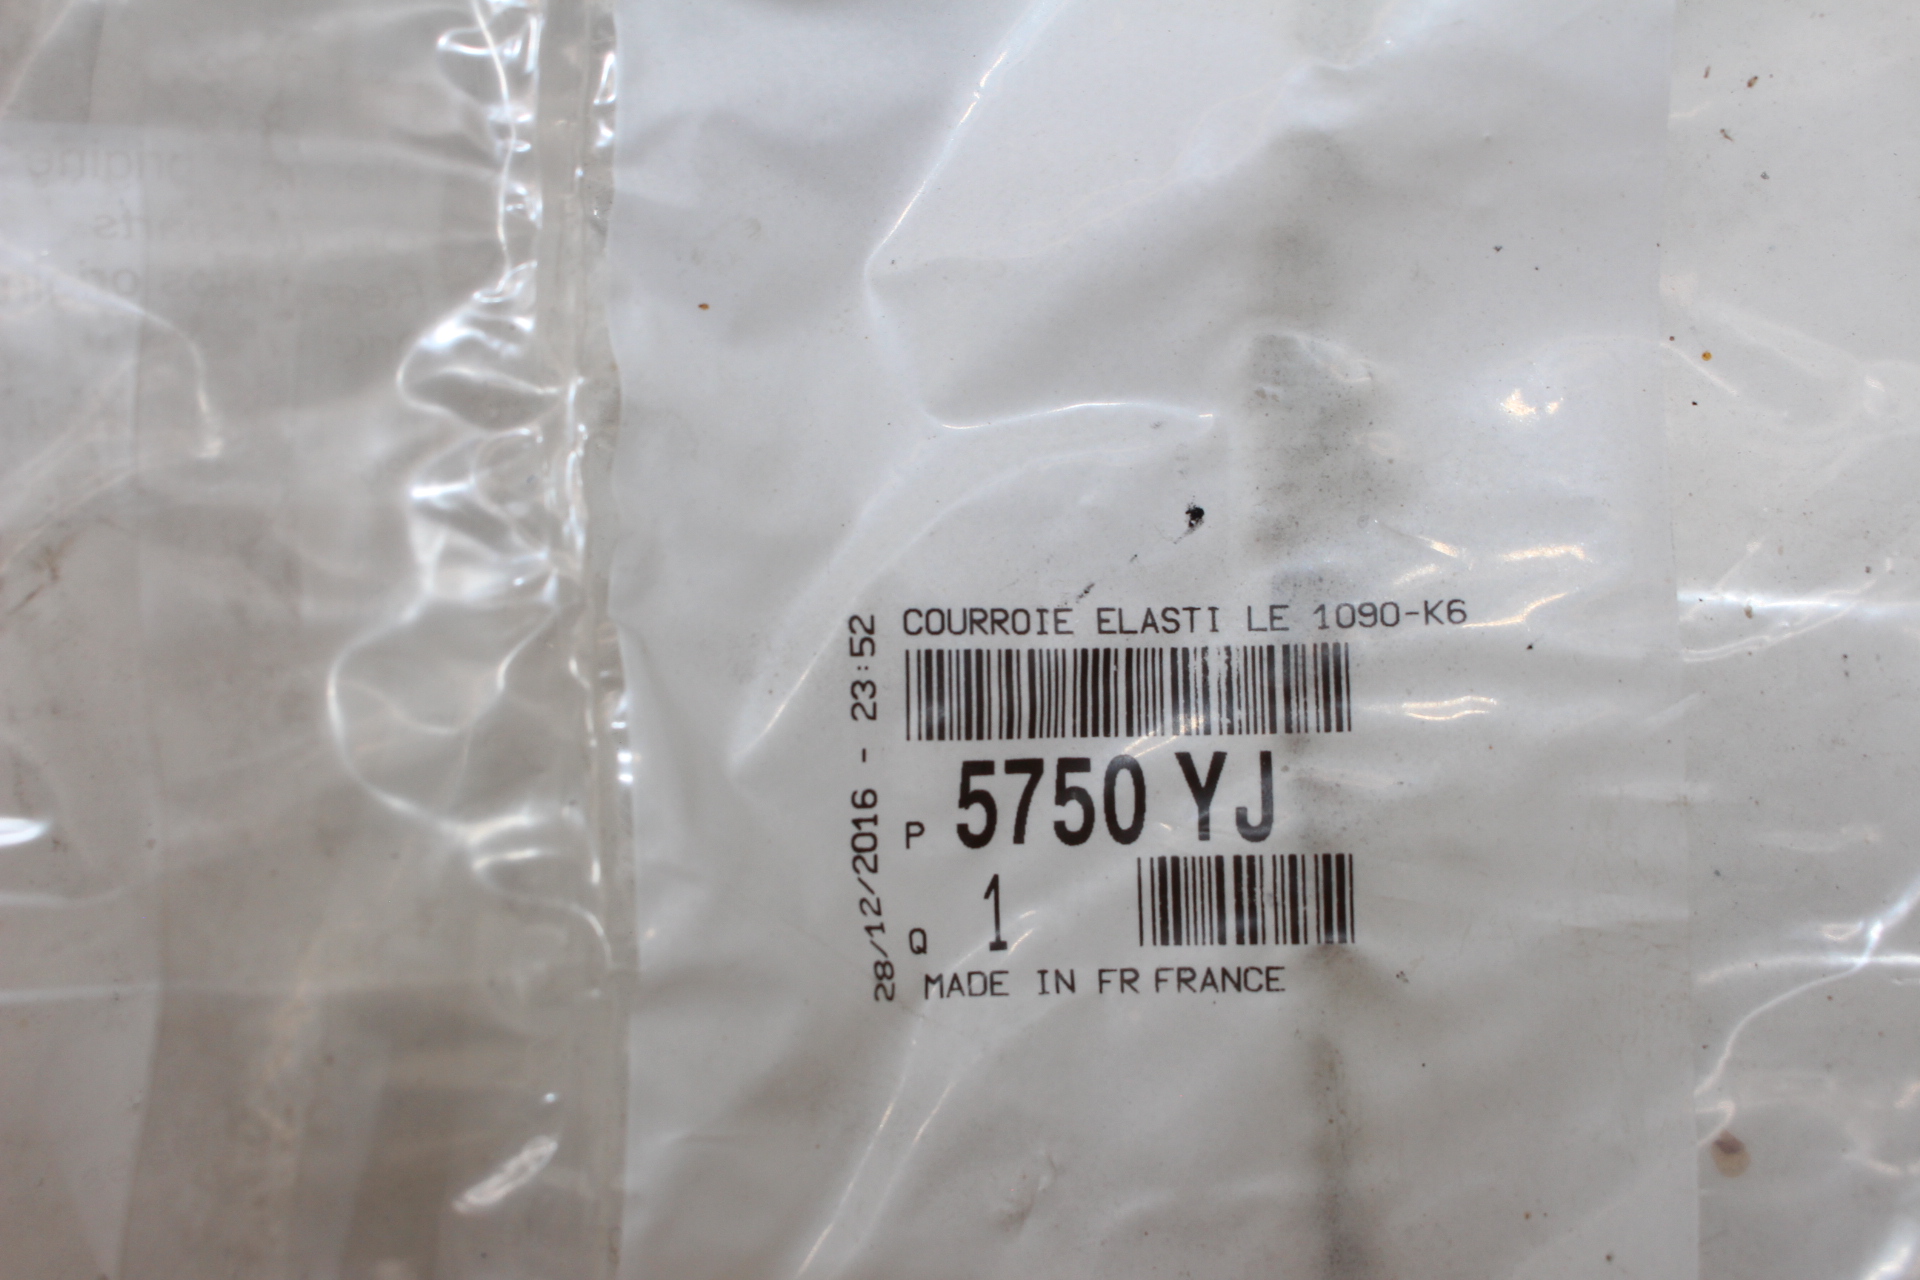 COURROIE ELASTI LE 1090-K6
P 5750 YJ
Q 1
MADE IN FR FRANCE
28/12/2016 - 23:52